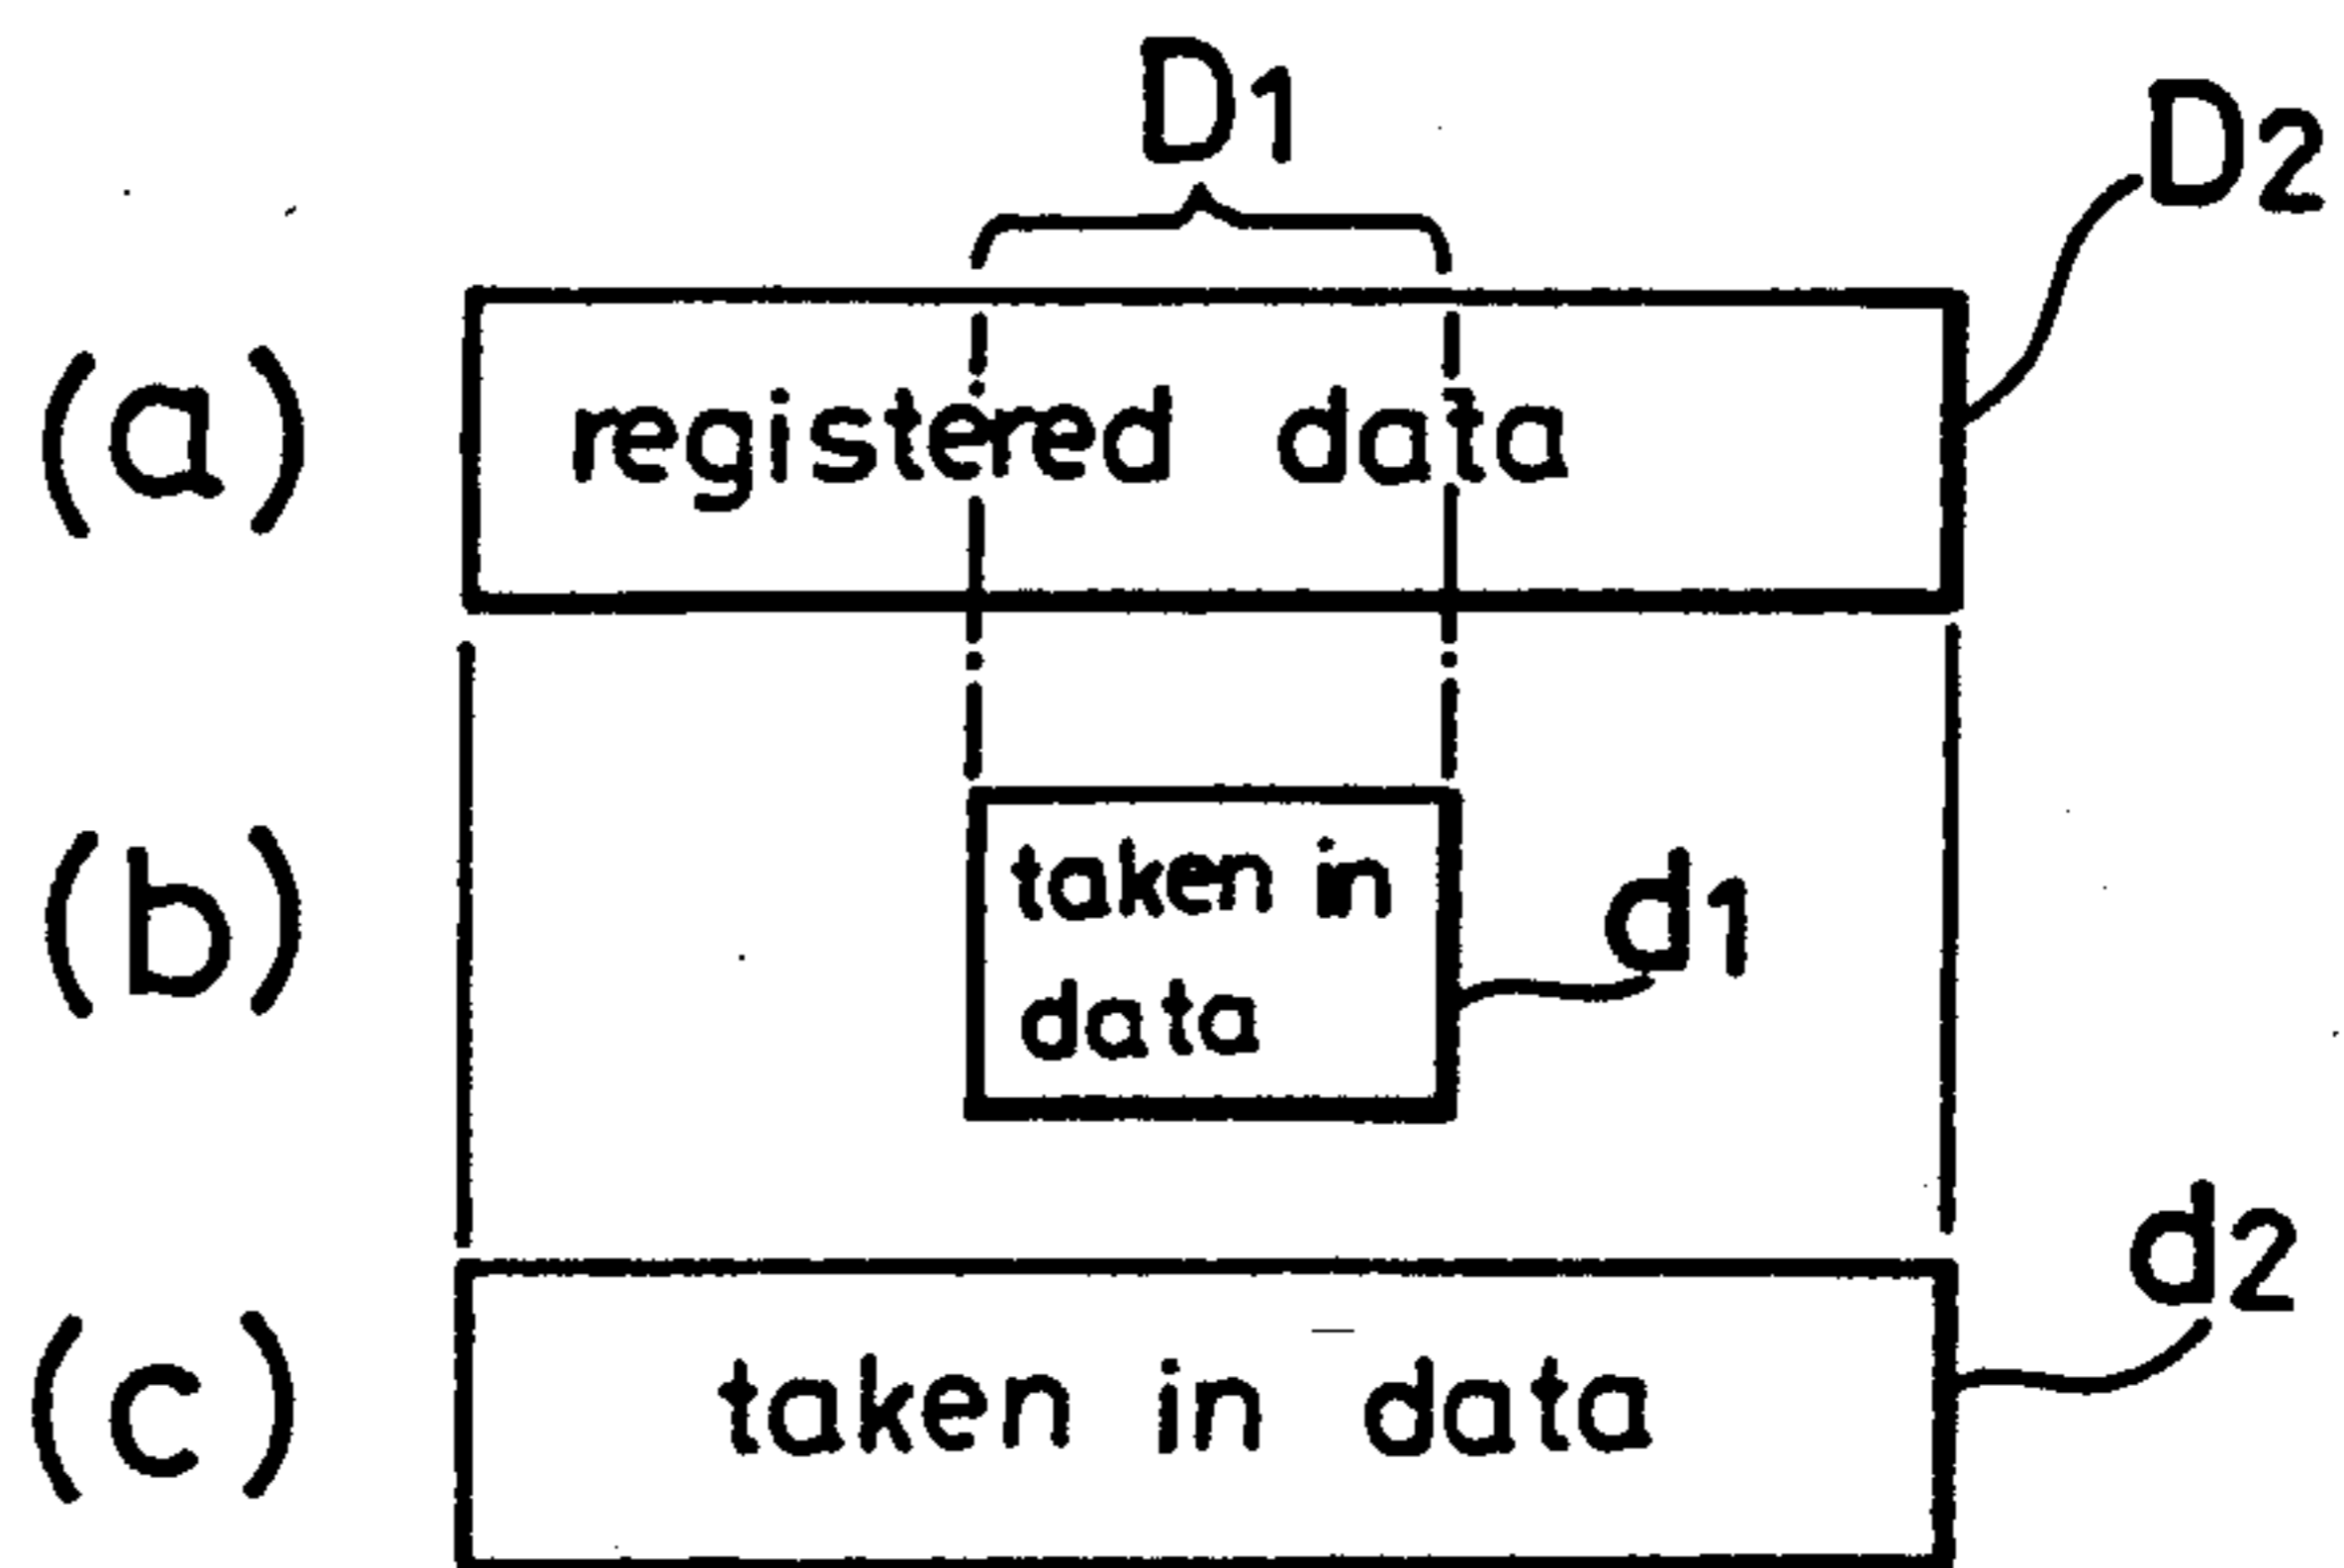 D1
D2
(a)
registered data
(b)
taken in
data
d1
d2
(c)
taken in data